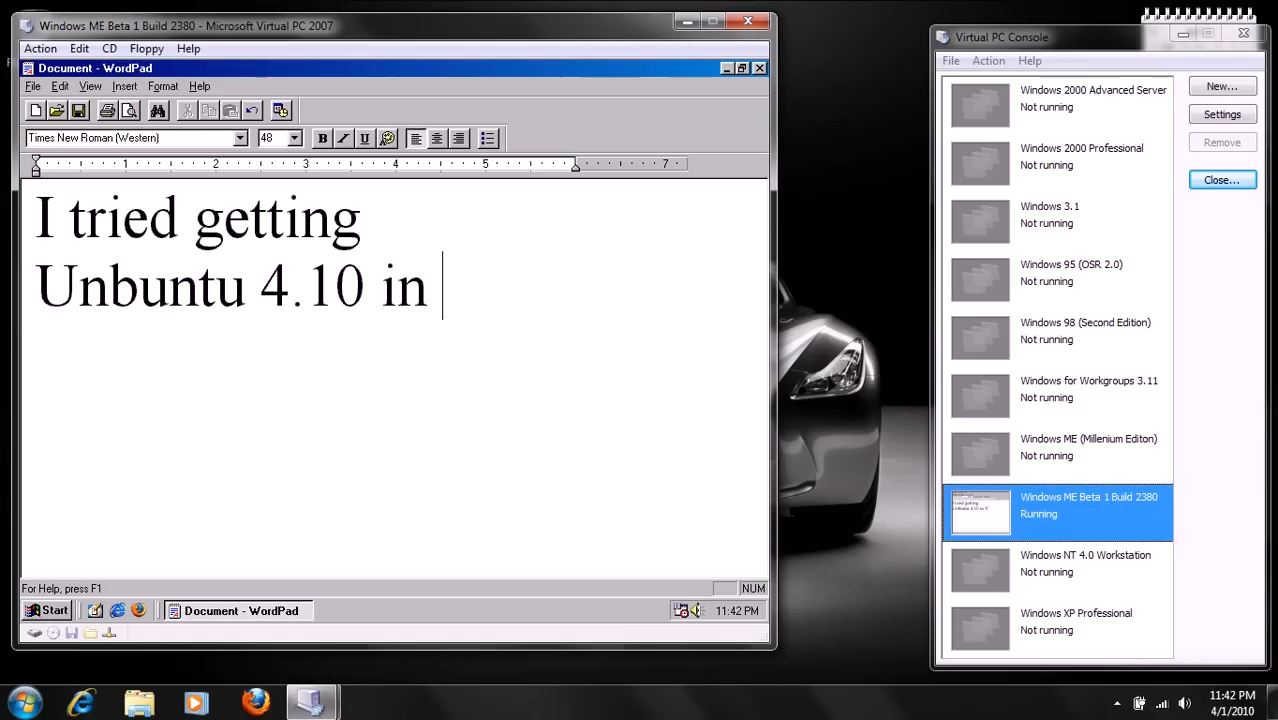 Windows ME Beta 1 Build 2380 - Microsoft Virtual PC 2007
Action Edit CD Floppy Help
Document - WordPad
File Edit View Insert Format Help
Times New Roman (Western) 48 B I U
1 2 3 4 5 7
I tried getting
Unbuntu 4.10 in
For Help, press F1 NUM
Start Document - WordPad 11:42 PM
Virtual PC Console
File Action Help
Windows 2000 Advanced Server
Not running
Windows 2000 Professional
Not running
Windows 3.1
Not running
Windows 95 (OSR 2.0)
Not running
Windows 98 (Second Edition)
Not running
Windows for Workgroups 3.11
Not running
Windows ME (Millenium Editon)
Not running
Windows ME Beta 1 Build 2380
Running
Windows NT 4.0 Workstation
Not running
Windows XP Professional
Not running
New...
Settings
Remove
Close...
11:42 PM
4/1/2010